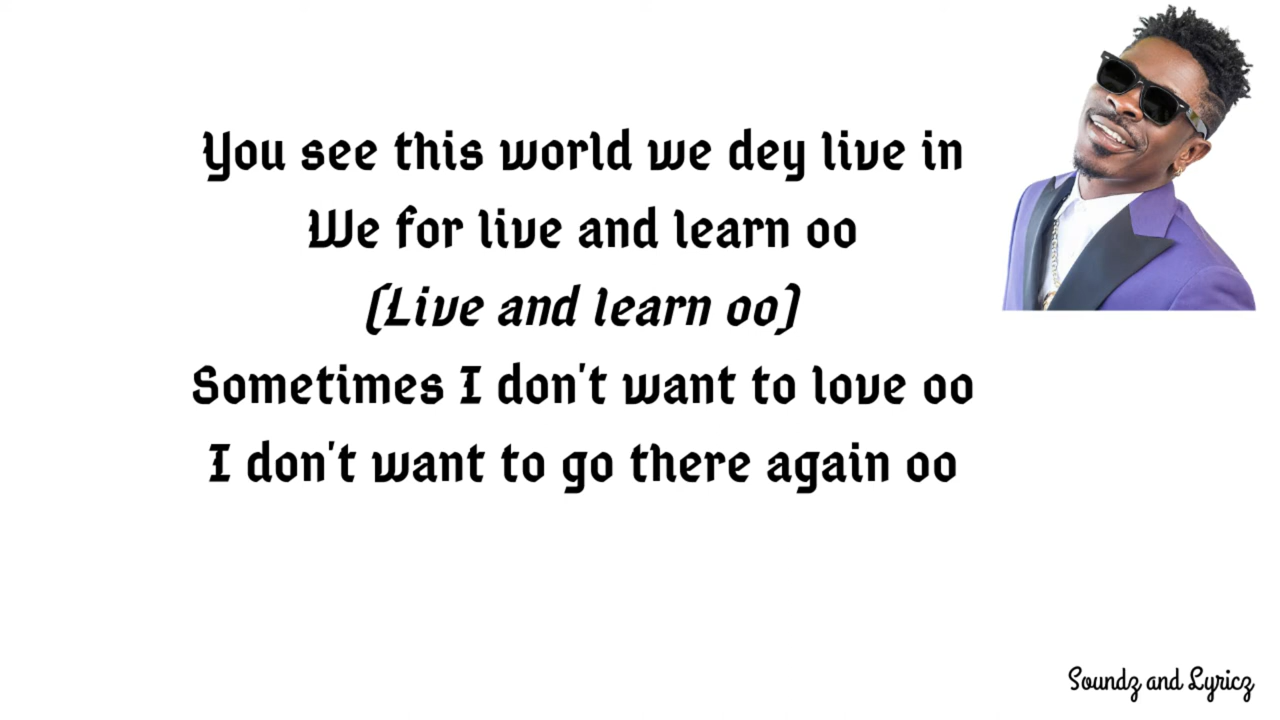 You see this world we dey live in
We for live and learn oo
(Live and learn oo)
Sometimes I don't want to love oo
I don't want to go there again oo
Soundz and Lyricz